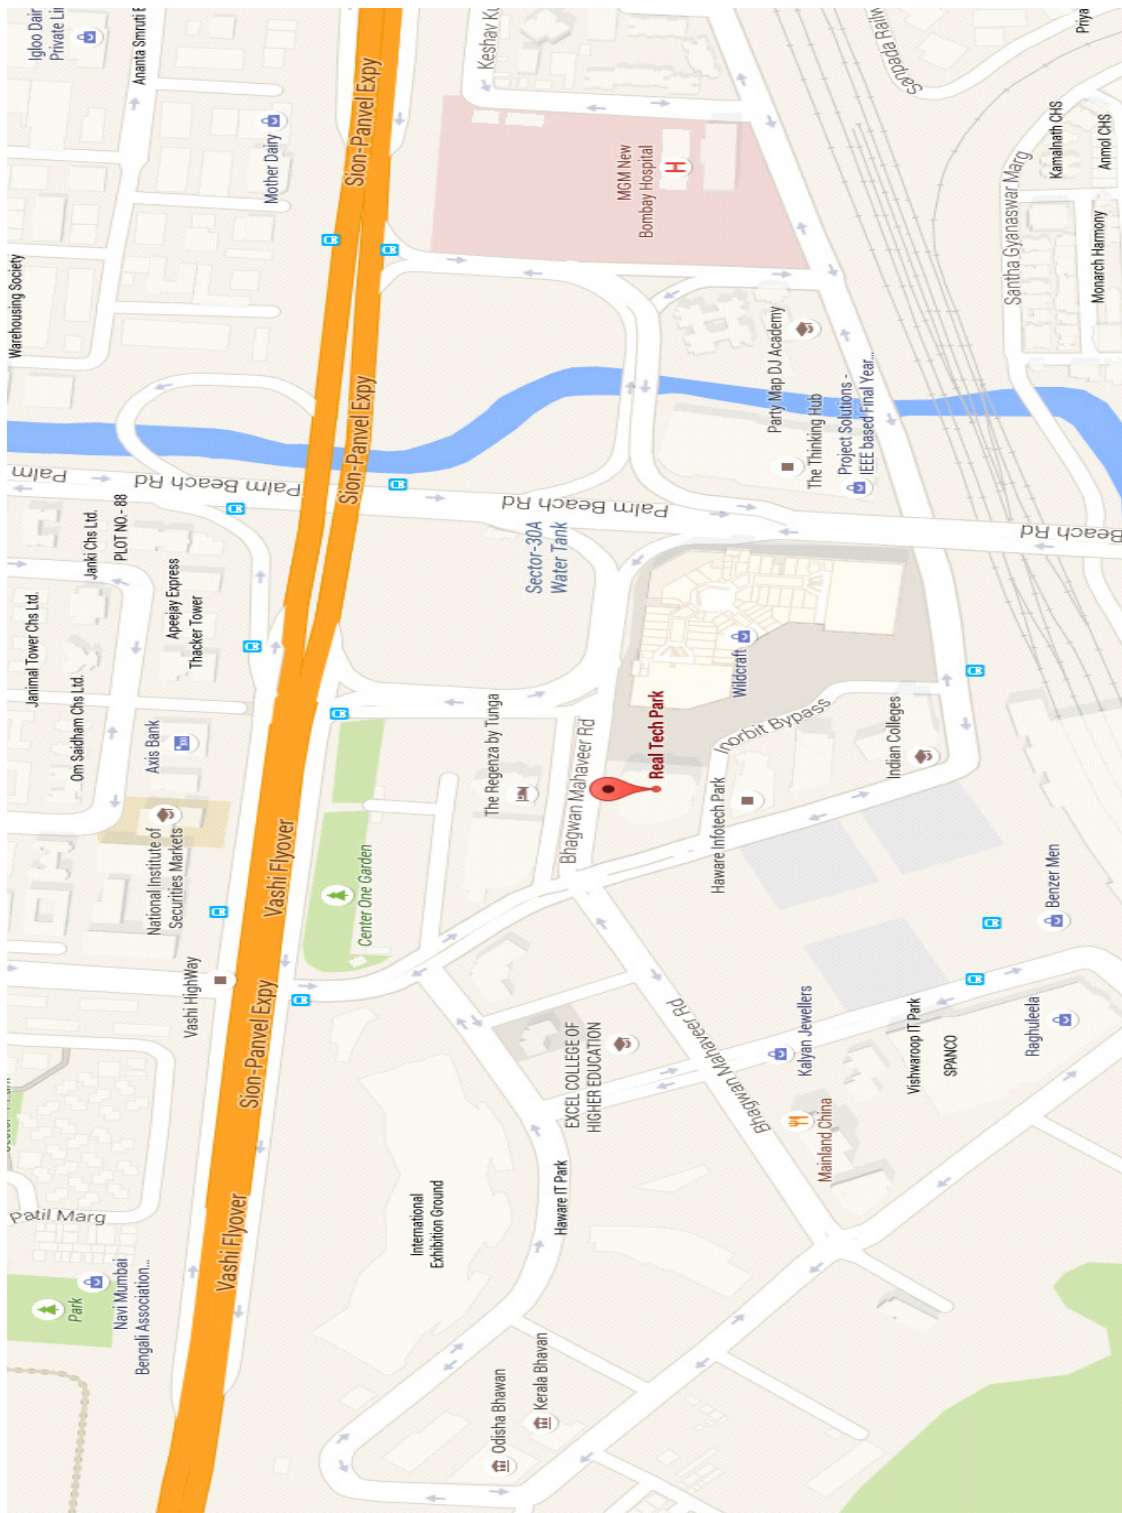 Igloo Dair
Private Li
Ananta Smruti
Mother Dairy
Sion-Panvel Expy
Sion-Panvel Expy
Keshav Ku
Sanpada Railw
Priya
MGM New
Bombay Hospital
Kamalnath CHS
Anmol CHS
Santha Gyanaswar Marg
Monarch Harmony
Warehousing Society
Party Map DJ Academy
The Thinking Hub
Project Solutions -
IEEE based Final Year...
Sion-Panvel Expy
Palm
Palm Beach Rd
Palm Beach Rd
Palm Beach Rd
Beach Rd
Sector-30A
Water Tank
Janki Chs Ltd.
PLOT NO.- 88
Apeejay Express
Thacker Tower
Janimal Tower Chs Ltd.
Om Saidham Chs Ltd.
Axis Bank
National Institute of
Securities Markets
Vashi Flyover
Center One Garden
The Regenza by Tunga
Bhagwan Mahaveer Rd
Real Tech Park
Wildcraft
Inorbit Bypass
Haware Infotech Park
Indian Colleges
Benzer Men
Vashi HighWay
Sion-Panvel Expy
EXCEL COLLEGE OF
HIGHER EDUCATION
Bhagwan Mahaveer Rd
Kalyan Jewellers
Vishwaroop IT Park
SPANCO
Raghuleela
Mainland China
Haware IT Park
International
Exhibition Ground
Vashi Flyover
Patil Marg
Park
Navi Mumbai
Bengali Association...
Odisha Bhawan
Kerala Bhavan